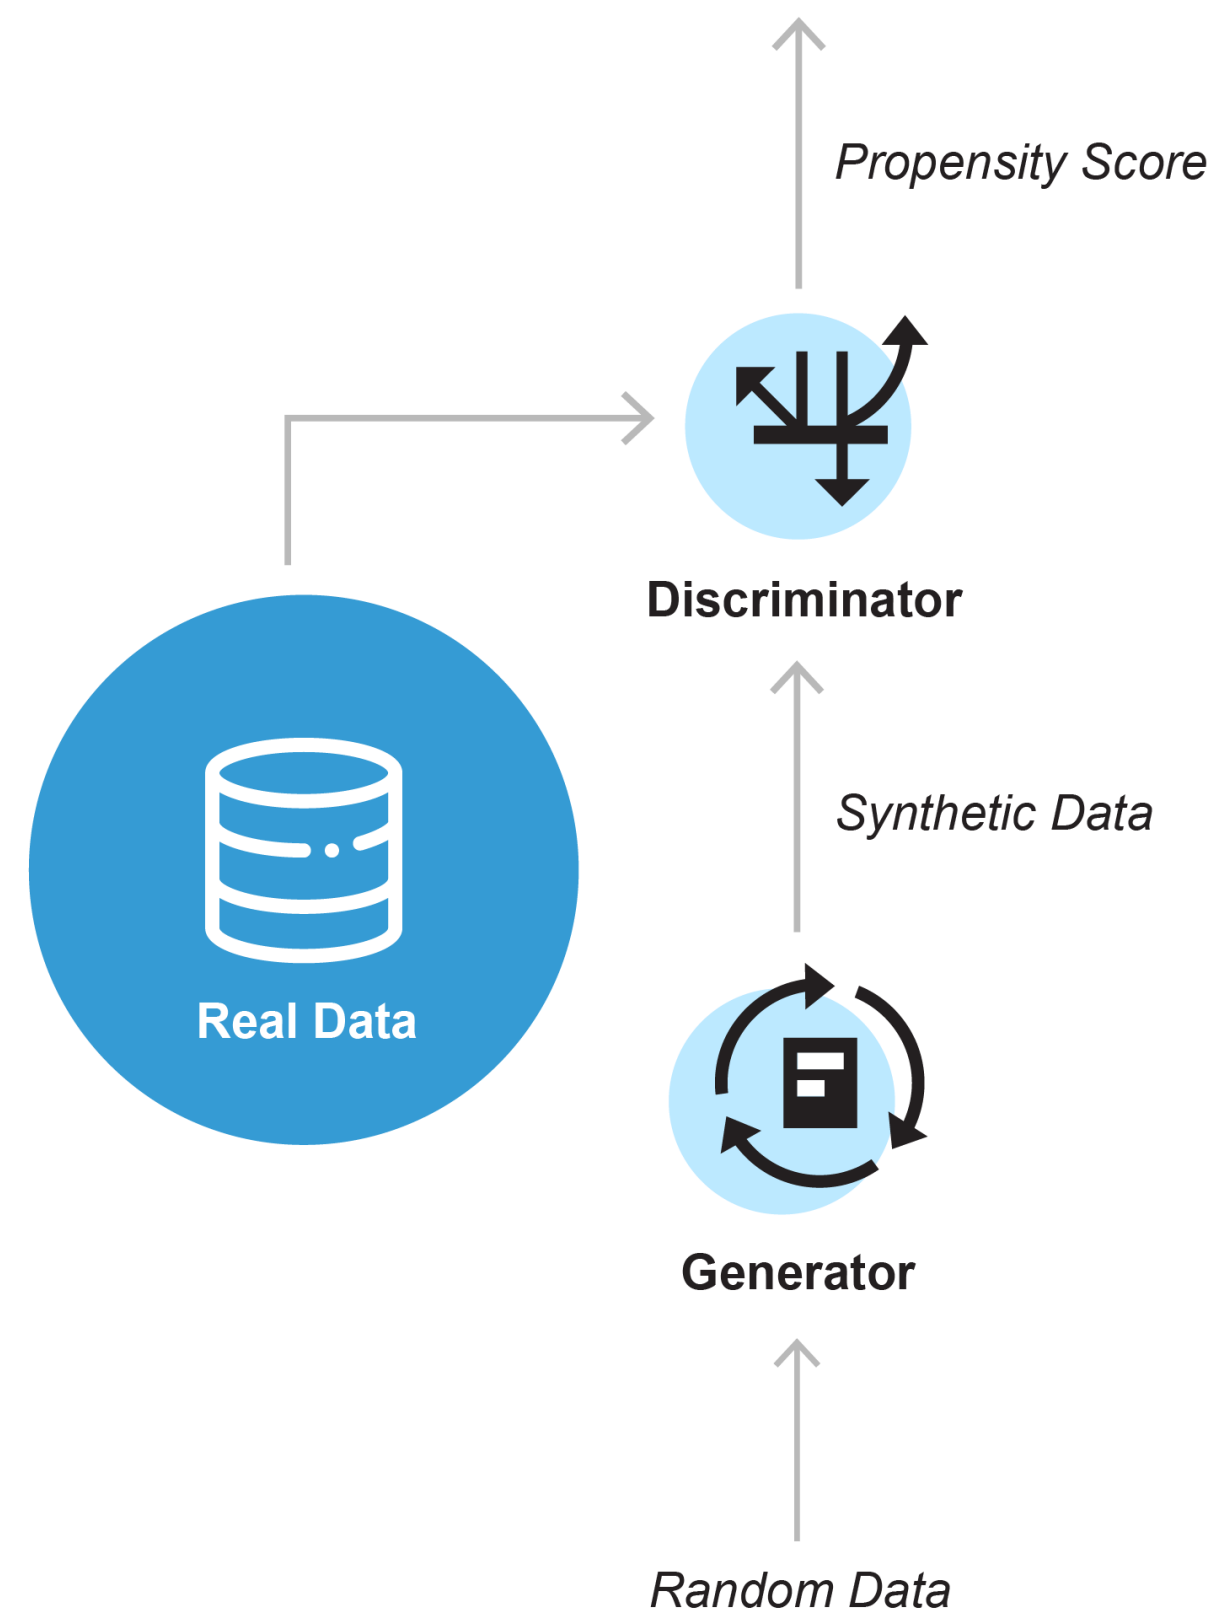 Propensity Score
Discriminator
Synthetic Data
Real Data
Generator
Random Data